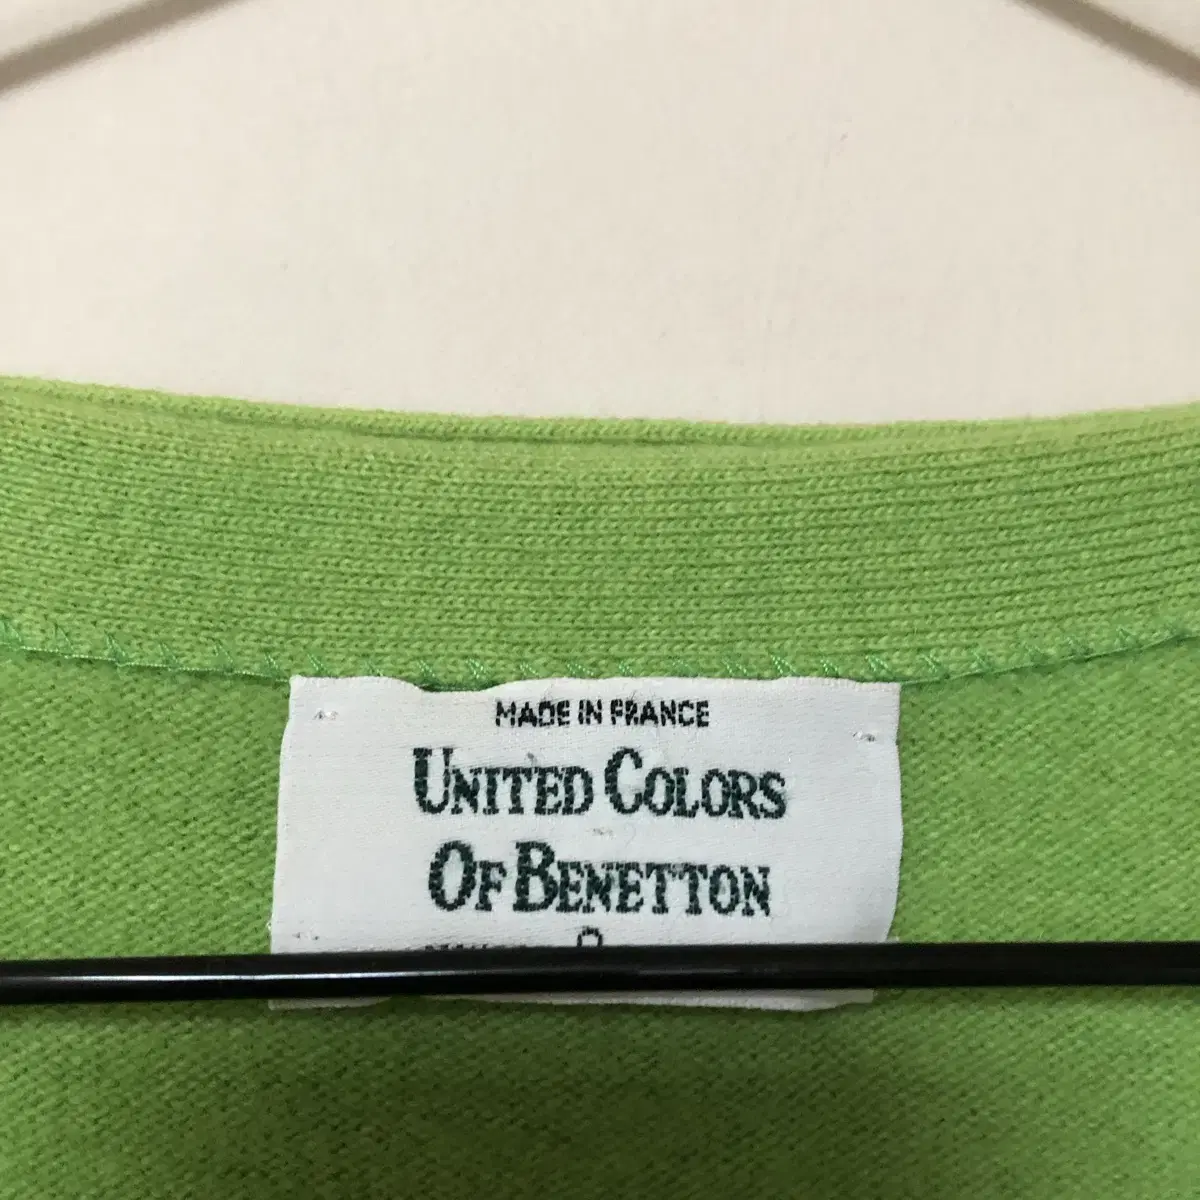 MADE IN FRANCE
UNITED COLORS
OF BENETTON